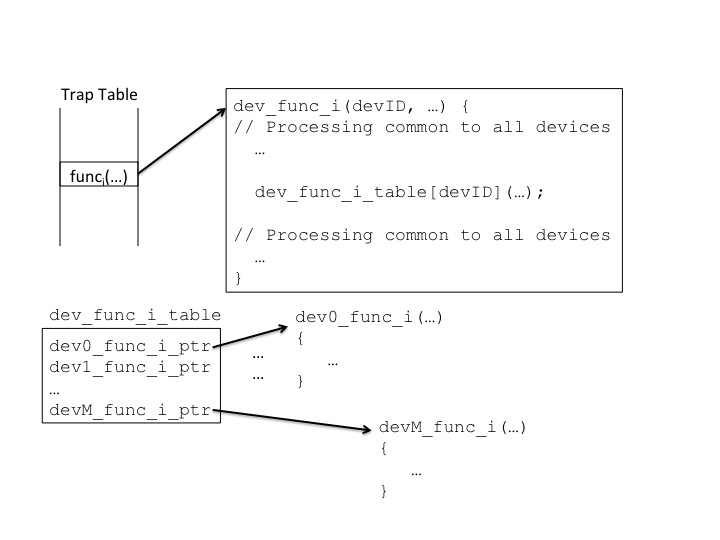 Trap Table
funcᵢ(…)
dev_func_i(devID, …) {
// Processing common to all devices
…
dev_func_i_table[devID](…);
// Processing common to all devices
…
}
dev_func_i_table
dev0_func_i_ptr
dev1_func_i_ptr
…
devM_func_i_ptr
…
…
dev0_func_i(…)
{
…
}
devM_func_i(…)
{
…
}